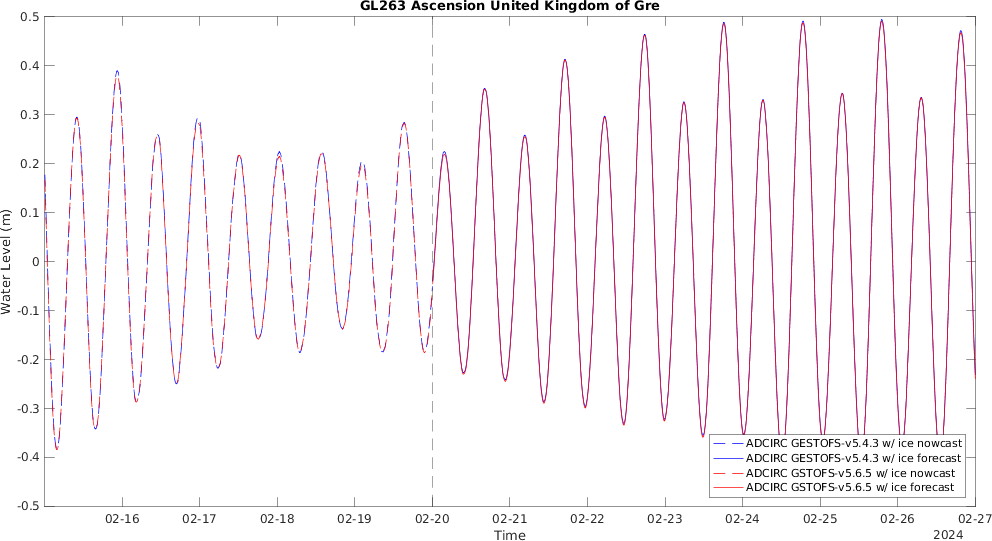 GL263 Ascension United Kingdom of Gre
0.5
0.4
0.3
0.2
0.1
0
-0.1
-0.2
-0.3
-0.4
-0.5
Water Level (m)
ADCIRC GESTOFS-v5.4.3 w/ ice nowcast
ADCIRC GESTOFS-v5.4.3 w/ ice forecast
ADCIRC GSTOFS-v5.6.5 w/ ice nowcast
ADCIRC GSTOFS-v5.6.5 w/ ice forecast
02-16 02-17 02-18 02-19 02-20 02-21 02-22 02-23 02-24 02-25 02-26 02-27
Time
2024